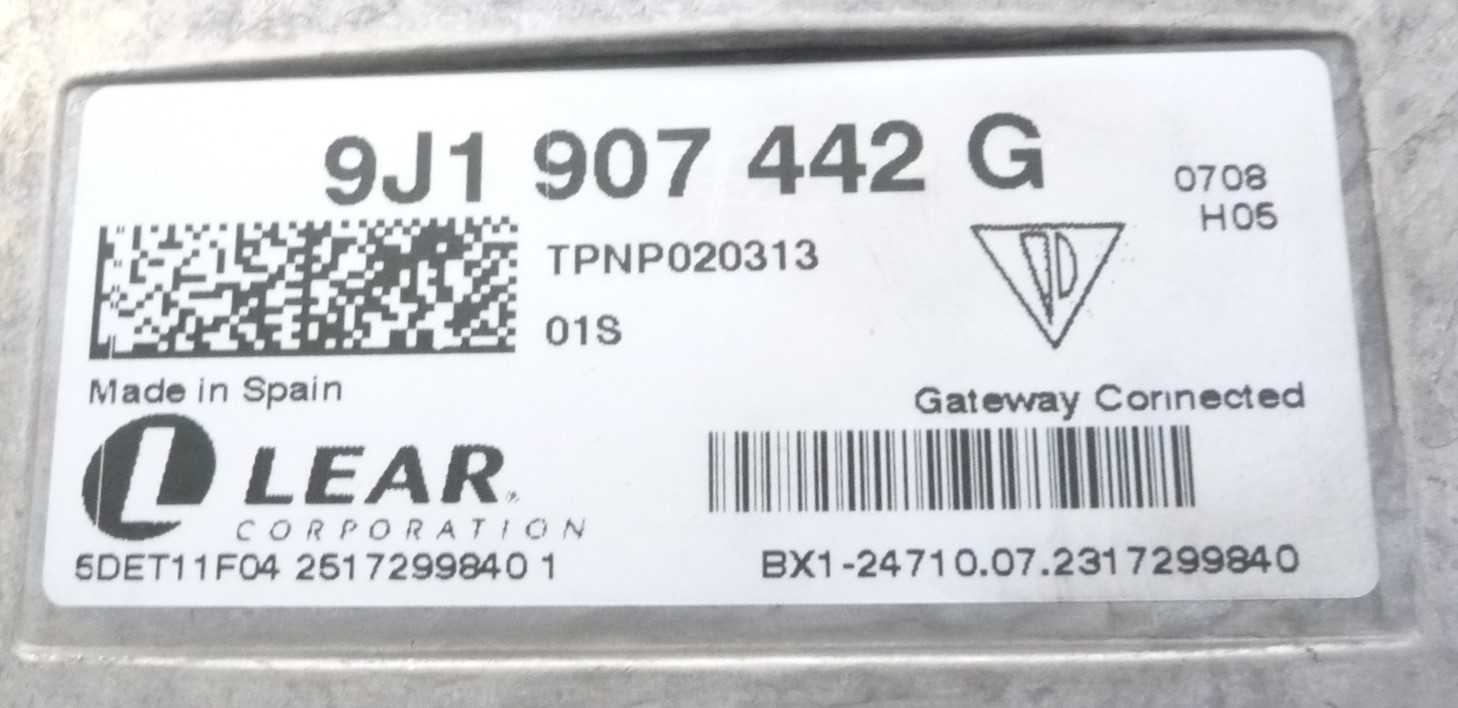 9J1 907 442 G
0708
H05
TPNP020313
01S
Made in Spain
Gateway Connected
LEAR
CORPORATION
5DET11F04 2517299840 1
BX1-24710.07.2317299840